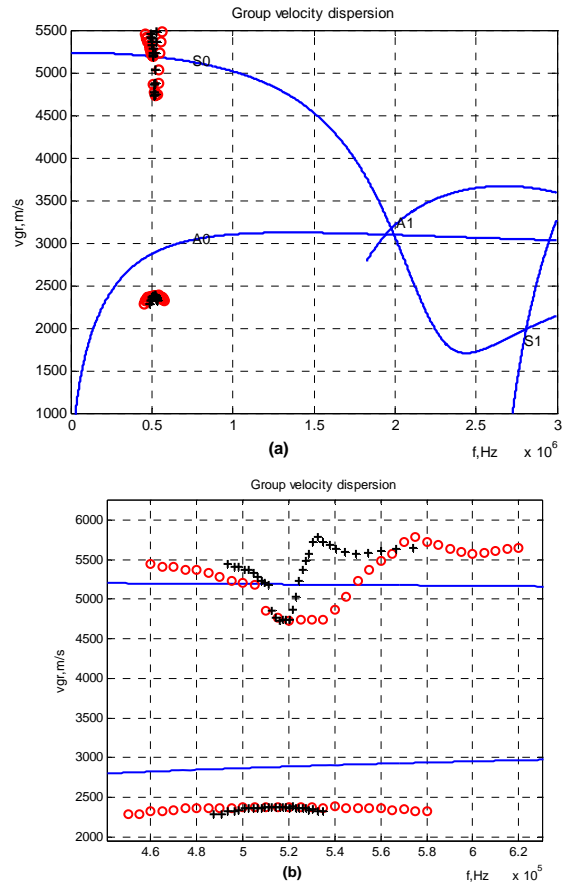 Group velocity dispersion
5500
5000
4500
4000
3500
3000
2500
2000
1500
1000
vgr,m/s
S0
A0
A1
S1
0 0.5 1 1.5 2 2.5 3
(a)
f,Hz x 10^6
Group velocity dispersion
6000
5500
5000
4500
4000
3500
3000
2500
2000
vgr,m/s
4.6 4.8 5 5.2 5.4 5.6 5.8 6 6.2
(b)
f,Hz x 10^5